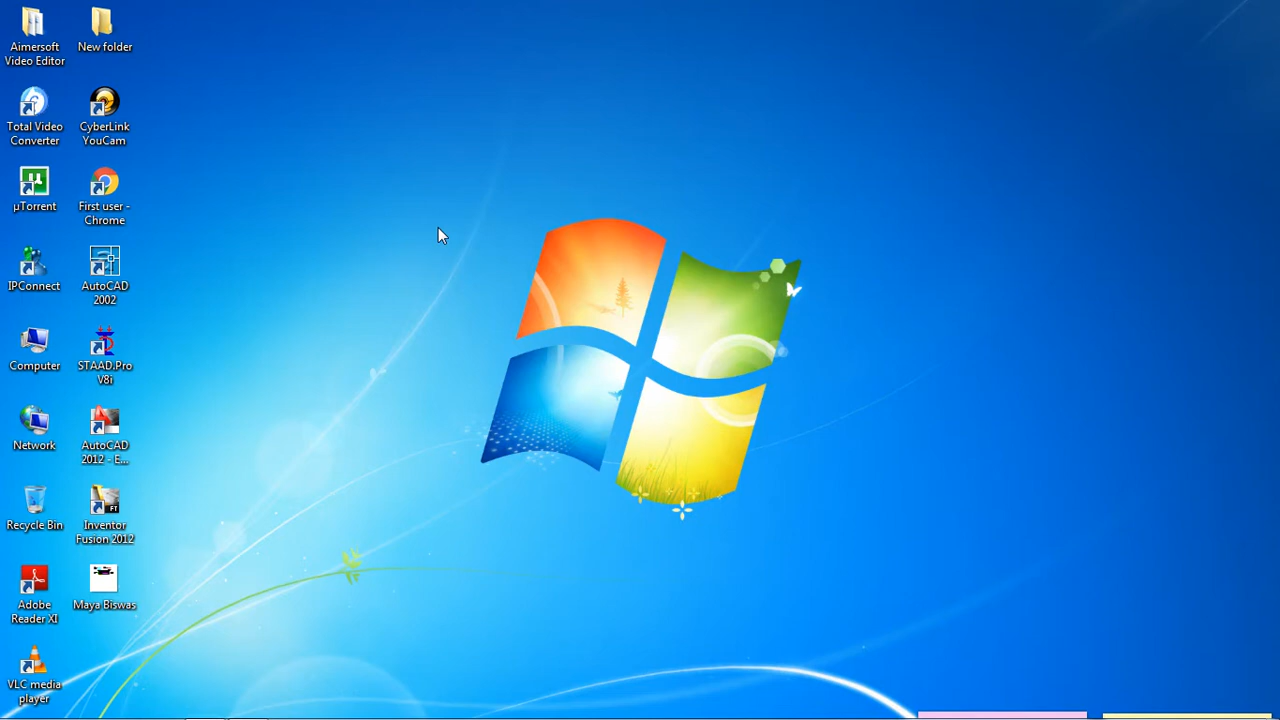 Aimersoft
Video Editor
New folder
Total Video
Converter
CyberLink
YouCam
µTorrent
First user -
Chrome
IPConnect
AutoCAD
2002
Computer
STAAD.Pro
V8i
Network
AutoCAD
2012 - E...
Recycle Bin
Inventor
Fusion 2012
FT
Adobe
Reader XI
Maya Biswas
VLC media
player